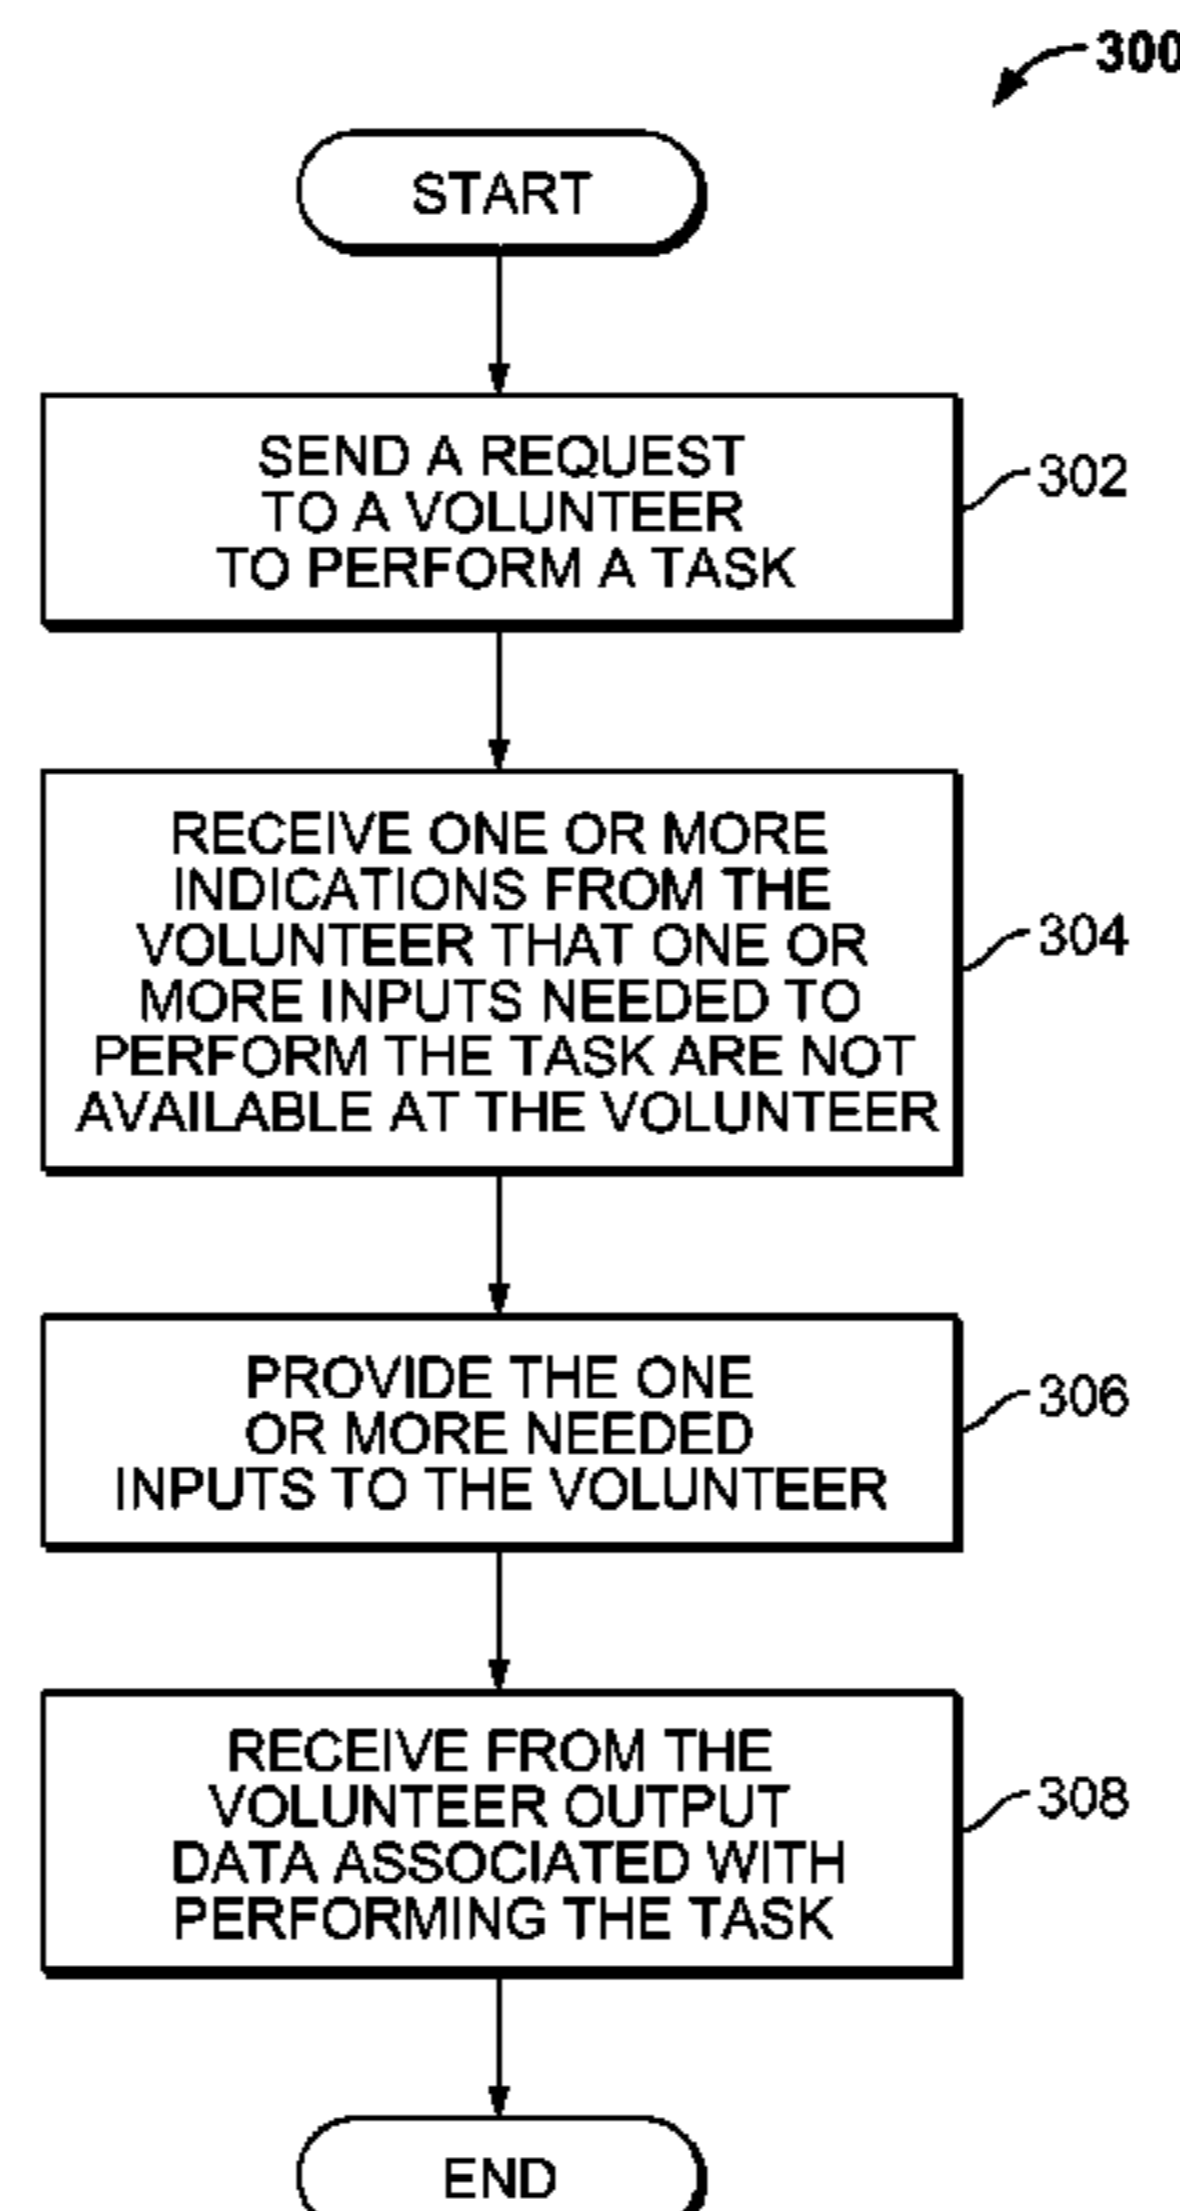 300
START
SEND A REQUEST
TO A VOLUNTEER
TO PERFORM A TASK
302
RECEIVE ONE OR MORE
INDICATIONS FROM THE
VOLUNTEER THAT ONE OR
MORE INPUTS NEEDED TO
PERFORM THE TASK ARE NOT
AVAILABLE AT THE VOLUNTEER
304
PROVIDE THE ONE
OR MORE NEEDED
INPUTS TO THE VOLUNTEER
306
RECEIVE FROM THE
VOLUNTEER OUTPUT
DATA ASSOCIATED WITH
PERFORMING THE TASK
308
END